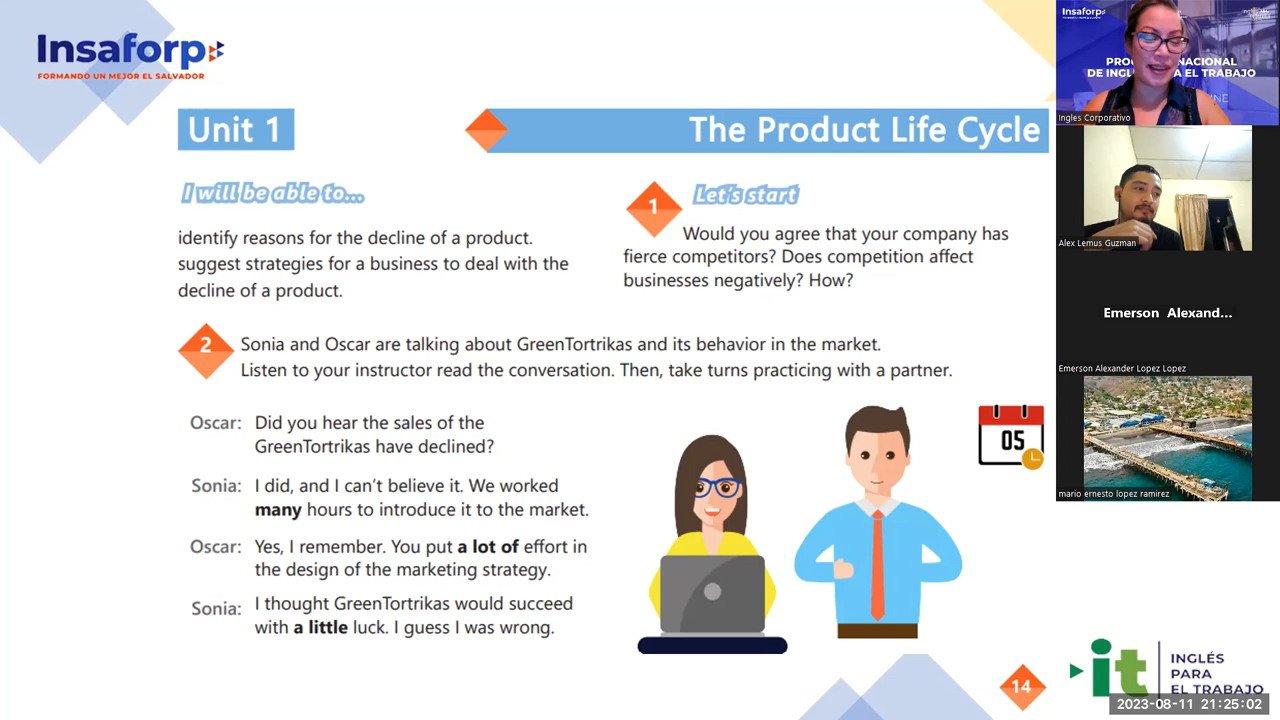 Insaforp
FORMANDO UN MEJOR EL SALVADOR
Unit 1
The Product Life Cycle
I will be able to...
identify reasons for the decline of a product.
suggest strategies for a business to deal with the
decline of a product.
1
Let's start
Would you agree that your company has
fierce competitors? Does competition affect
businesses negatively? How?
2
Sonia and Oscar are talking about GreenTortrikas and its behavior in the market.
Listen to your instructor read the conversation. Then, take turns practicing with a partner.
Oscar: Did you hear the sales of the
GreenTortrikas have declined?
Sonia: I did, and I can't believe it. We worked
many hours to introduce it to the market.
Oscar: Yes, I remember. You put a lot of effort in
the design of the marketing strategy.
Sonia: I thought GreenTortrikas would succeed
with a little luck. I guess I was wrong.
05
14
it
INGLÉS
PARA
EL TRABAJO
2023-08-11 21:25:02
Insaforp
A EL TRABAJO
Ingles Corporativo
Alex Lemus Guzman
Emerson Alexand...
Emerson Alexander Lopez Lopez
mario ernesto lopez ramirez